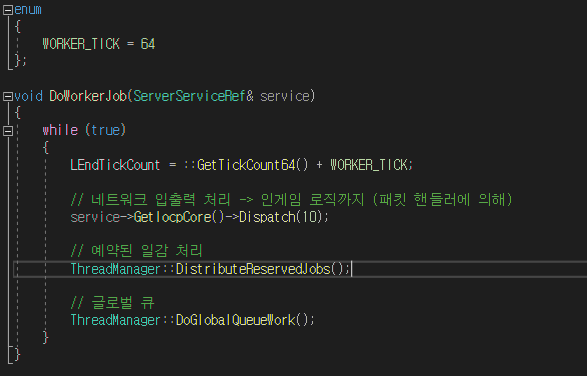 enum
{
WORKER_TICK = 64
};
void DoWorkerJob(ServerServiceRef& service)
{
while (true)
{
LEndTickCount = ::GetTickCount64() + WORKER_TICK;
// 네트워크 입출력 처리 -> 인게임 로직까지 (패킷 핸들러에 의해)
service->GetIocpCore()->Dispatch(10);
// 예약된 일감 처리
ThreadManager::DistributeReservedJobs();
// 글로벌 큐
ThreadManager::DoGlobalQueueWork();
}
}